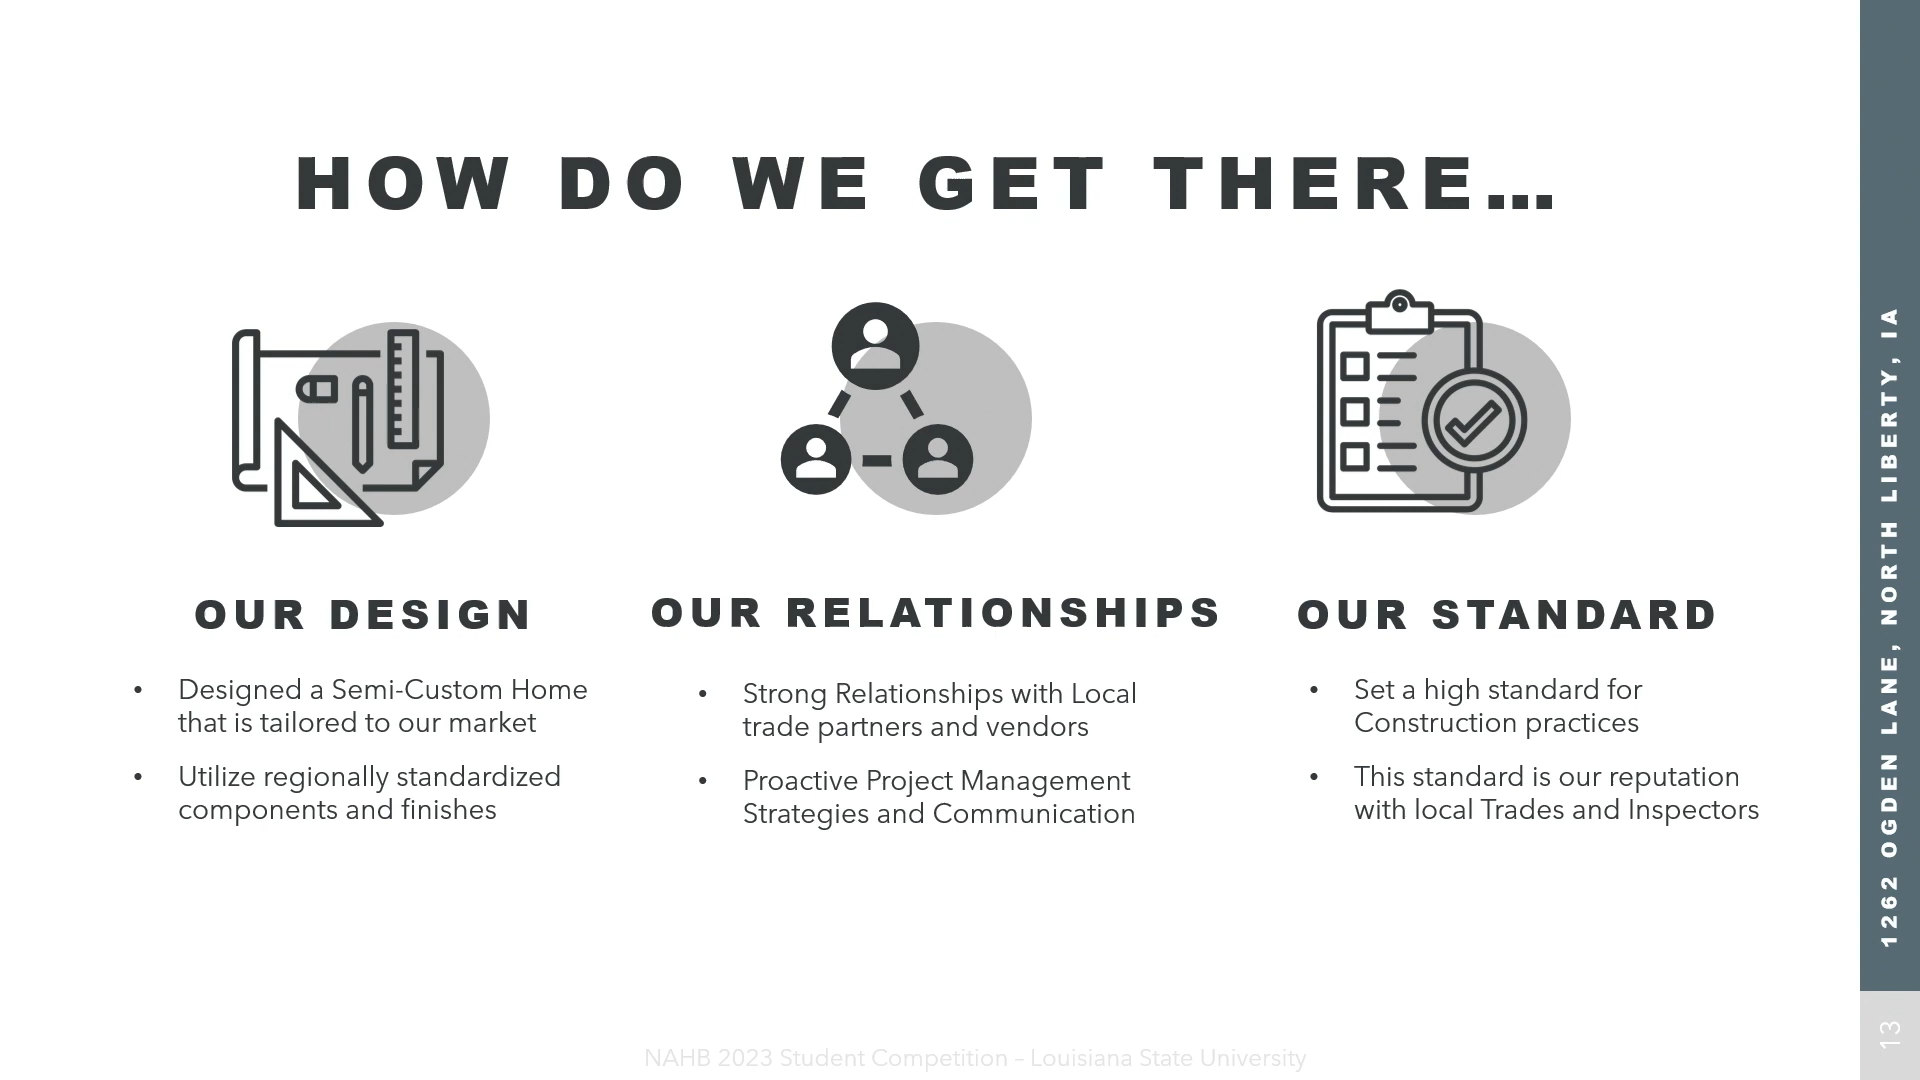 HOW DO WE GET THERE…
OUR DESIGN
• Designed a Semi-Custom Home
that is tailored to our market
• Utilize regionally standardized
components and finishes
OUR RELATIONSHIPS
• Strong Relationships with Local
trade partners and vendors
• Proactive Project Management
Strategies and Communication
OUR STANDARD
• Set a high standard for
Construction practices
• This standard is our reputation
with local Trades and Inspectors
1262 OGDEN LANE, NORTH LIBERTY, IA
13
NAHB 2023 Student Competition – Louisiana State University